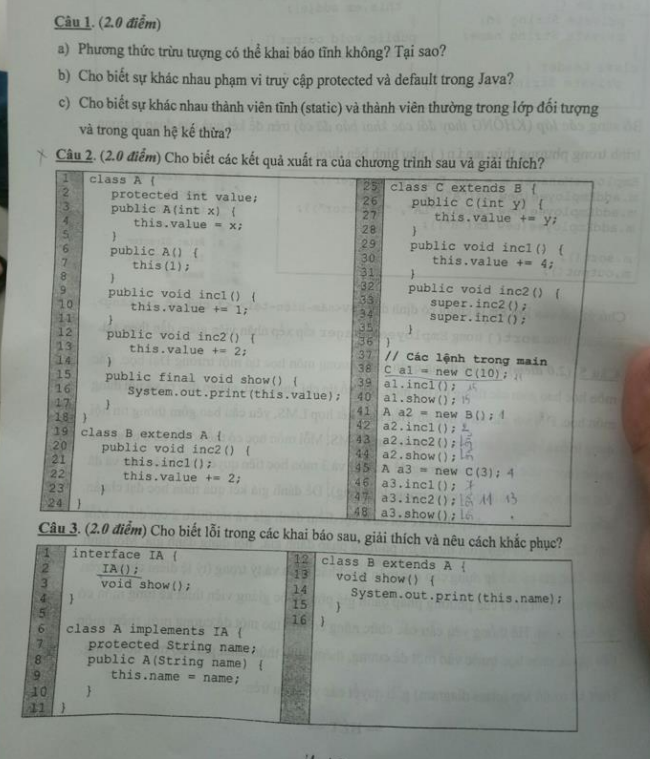 Câu 1. (2.0 điểm)
a) Phương thức trừu tượng có thể khai báo tĩnh không? Tại sao?
b) Cho biết sự khác nhau phạm vi truy cập protected và default trong Java?
c) Cho biết sự khác nhau thành viên tĩnh (static) và thành viên thường trong lớp đối tượng
và trong quan hệ kế thừa?
Câu 2. (2.0 điểm) Cho biết các kết quả xuất ra của chương trình sau và giải thích?
1 class A {
2 protected int value;
3 public A(int x) {
4 this.value = x;
5 }
6 public A() {
7 this(1);
8 }
9 public void inc1() {
10 this.value += 1;
11 }
12 public void inc2() {
13 this.value += 2;
14 }
15 public final void show() {
16 System.out.print(this.value);
17 }
18 }
19 class B extends A {
20 public void inc2() {
21 this.inc1();
22 this.value += 2;
23 }
24 }
25 class C extends B {
26 public C(int y) {
27 this.value += y;
28 }
29 public void inc1() {
30 this.value += 4;
31 }
32 public void inc2() {
33 super.inc2();
34 super.inc1();
35 }
36 }
37 // Các lệnh trong main
38 C a1 = new C(10); 11
39 a1.inc1(); 15
40 a1.show(); 15
41 A a2 = new B(); 1
42 a2.inc1(); 2
43 a2.inc2();
44 a2.show();
45 A a3 = new C(3); 4
46 a3.inc1();
47 a3.inc2(); 11 13
48 a3.show();
Câu 3. (2.0 điểm) Cho biết lỗi trong các khai báo sau, giải thích và nêu cách khắc phục?
1 interface IA {
2 IA();
3 void show();
4 }
5
6 class A implements IA {
7 protected String name;
8 public A(String name) {
9 this.name = name;
10 }
11 }
12 class B extends A {
13 void show() {
14 System.out.print(this.name);
15 }
16 }